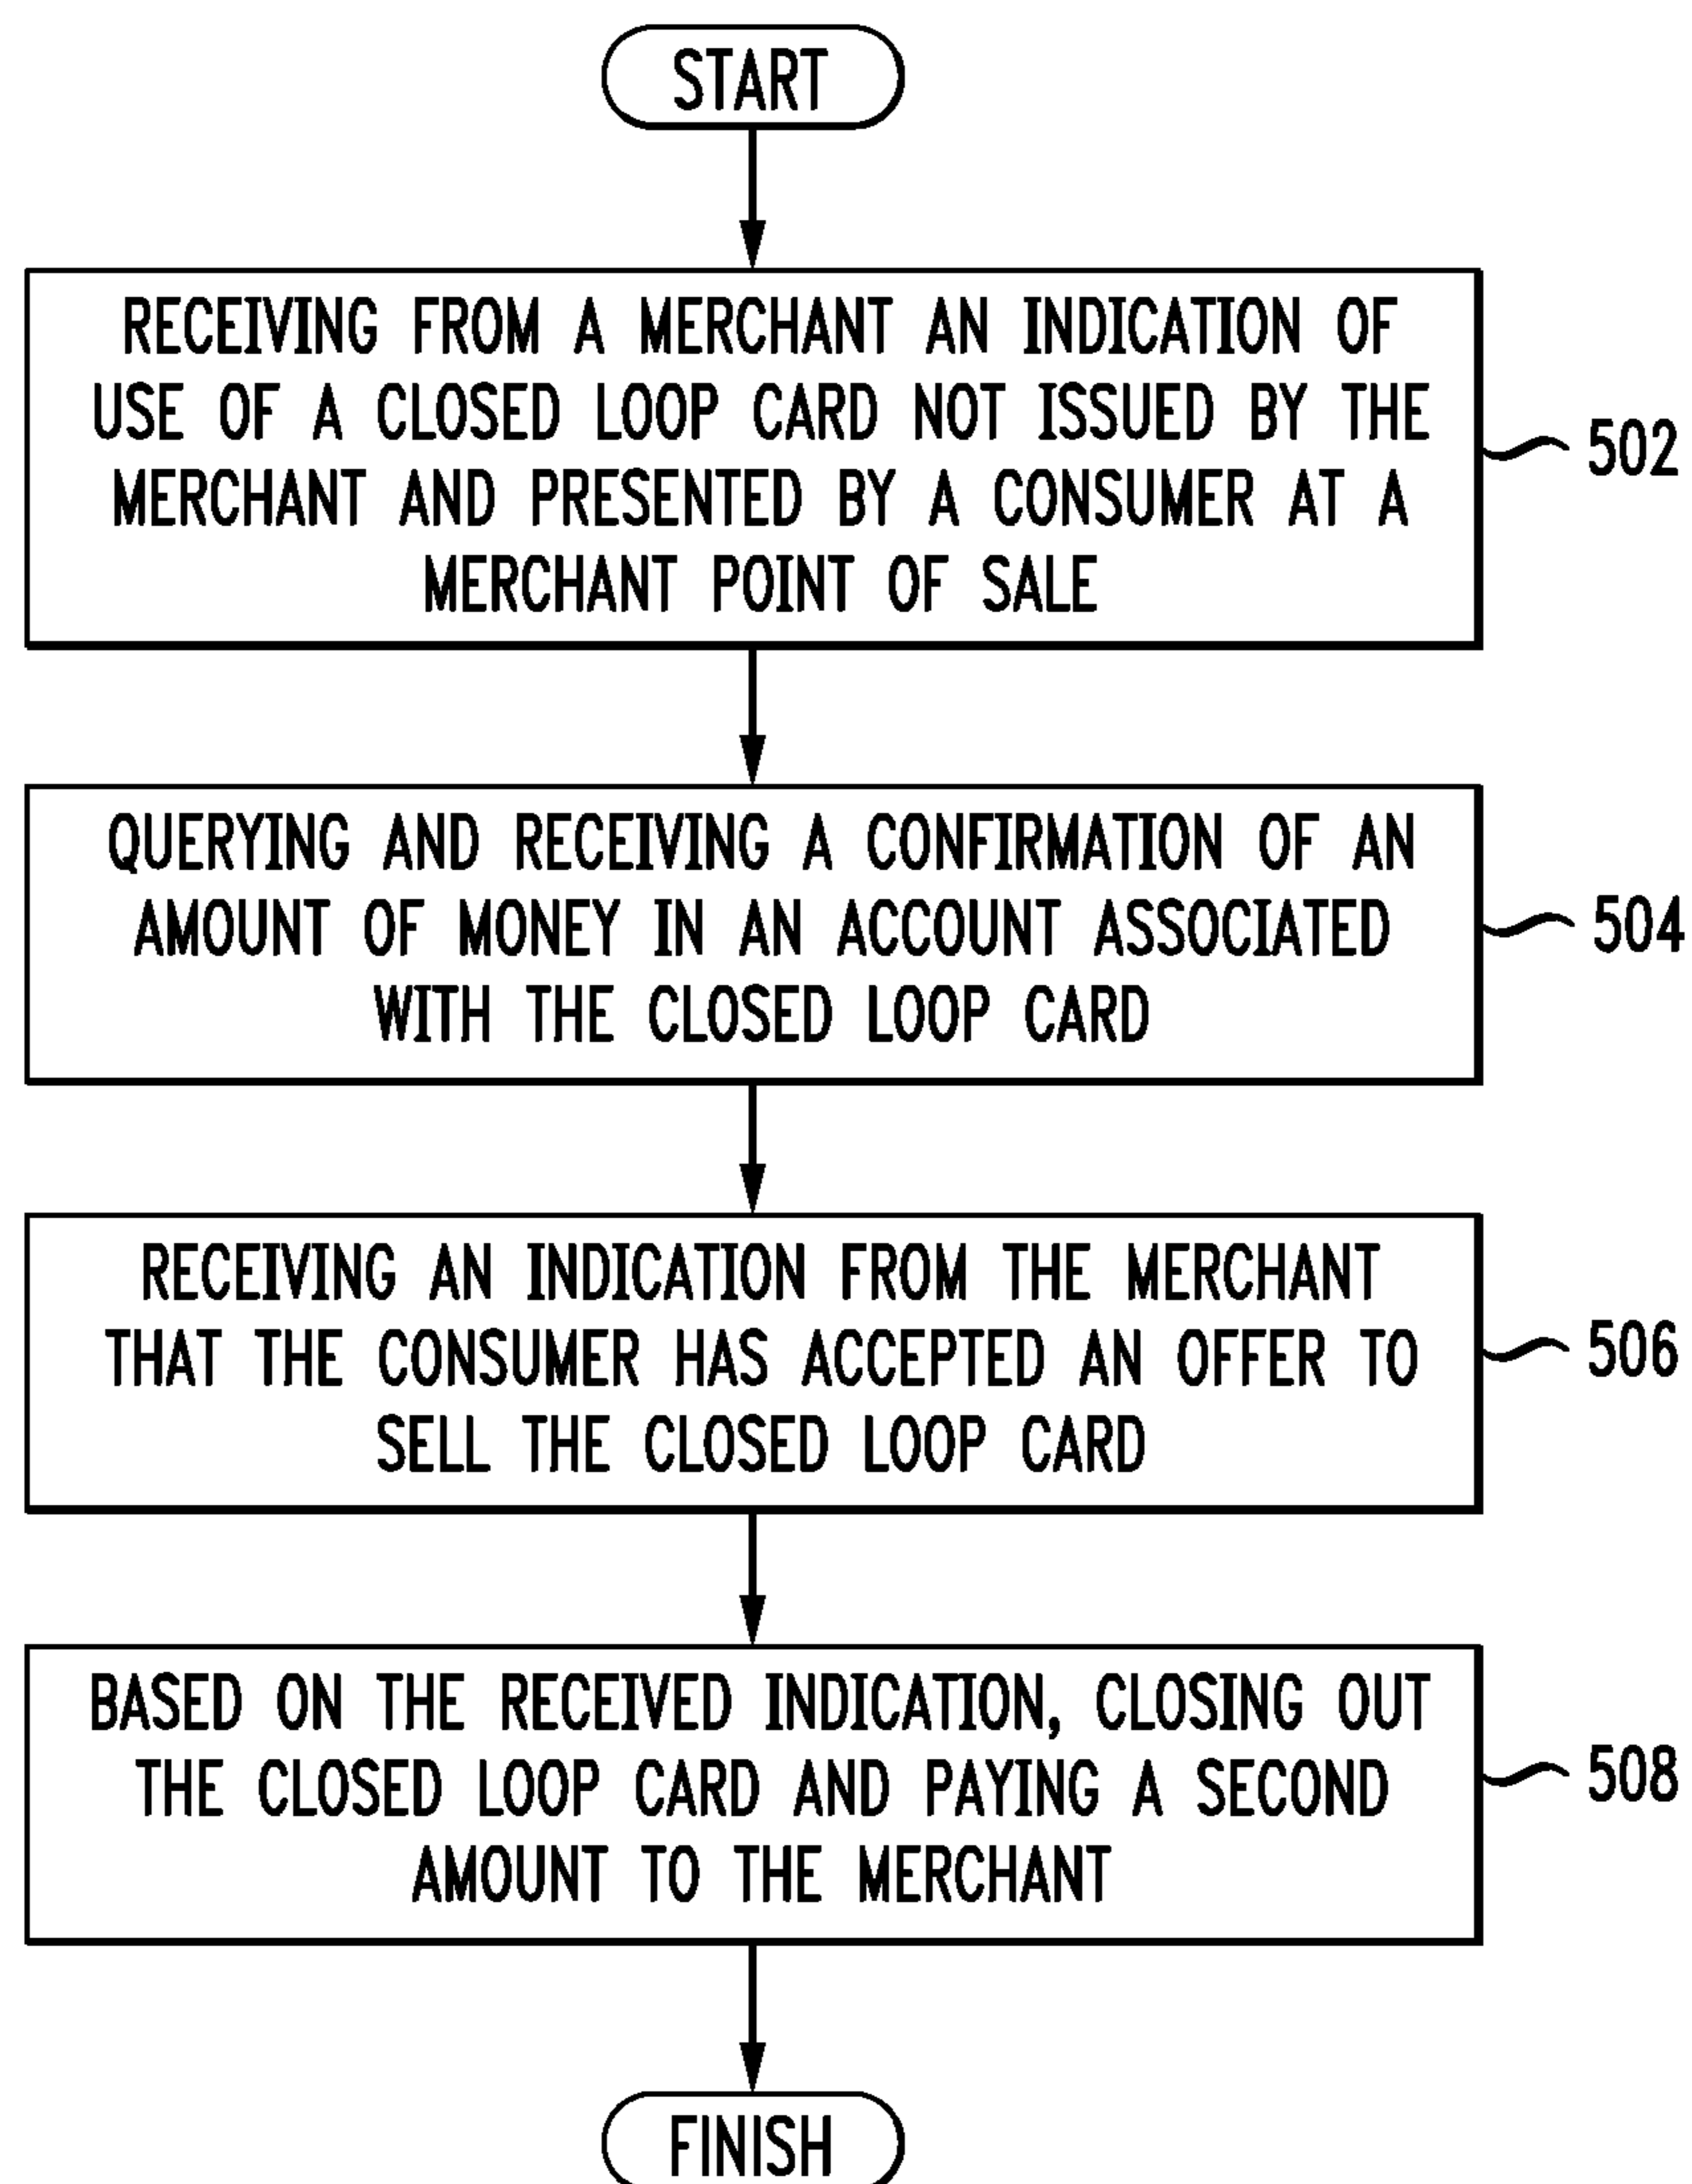 START
RECEIVING FROM A MERCHANT AN INDICATION OF
USE OF A CLOSED LOOP CARD NOT ISSUED BY THE
MERCHANT AND PRESENTED BY A CONSUMER AT A
MERCHANT POINT OF SALE
502
QUERYING AND RECEIVING A CONFIRMATION OF AN
AMOUNT OF MONEY IN AN ACCOUNT ASSOCIATED
WITH THE CLOSED LOOP CARD
504
RECEIVING AN INDICATION FROM THE MERCHANT
THAT THE CONSUMER HAS ACCEPTED AN OFFER TO
SELL THE CLOSED LOOP CARD
506
BASED ON THE RECEIVED INDICATION, CLOSING OUT
THE CLOSED LOOP CARD AND PAYING A SECOND
AMOUNT TO THE MERCHANT
508
FINISH